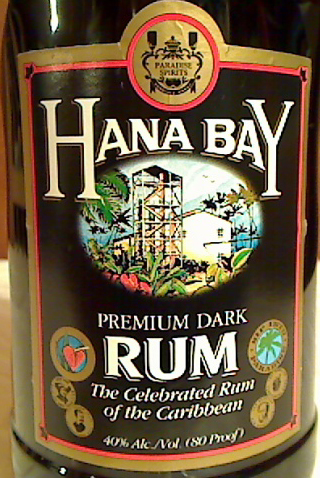 PARADISE
SPIRITS
HANA BAY
PREMIUM DARK
RUM
The Celebrated Rum
of the Caribbean
40% Alc./Vol. (80 Proof)